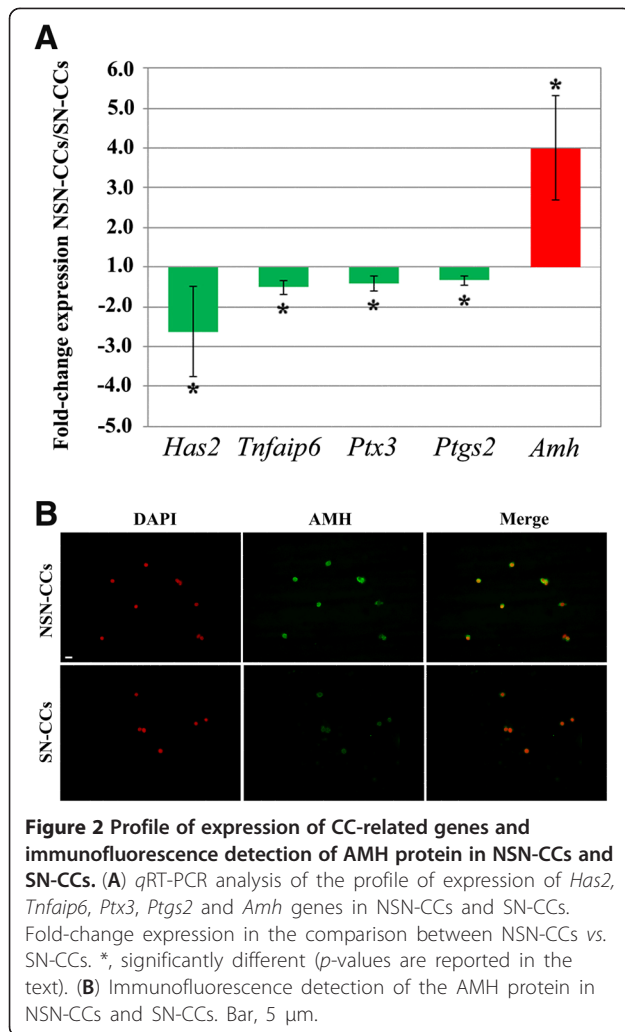 A
Fold-change expression NSN-CCs/SN-CCs
6.0
5.0
4.0
3.0
2.0
1.0
-2.0
-3.0
-4.0
-5.0
*
*
*
*
*
Has2 Tnfaip6 Ptx3 Ptgs2 Amh
B
DAPI AMH Merge
NSN-CCs
SN-CCs
Figure 2 Profile of expression of CC-related genes and
immunofluorescence detection of AMH protein in NSN-CCs and
SN-CCs. (A) qRT-PCR analysis of the profile of expression of Has2,
Tnfaip6, Ptx3, Ptgs2 and Amh genes in NSN-CCs and SN-CCs.
Fold-change expression in the comparison between NSN-CCs vs.
SN-CCs. *, significantly different (p-values are reported in the
text). (B) Immunofluorescence detection of the AMH protein in
NSN-CCs and SN-CCs. Bar, 5 μm.